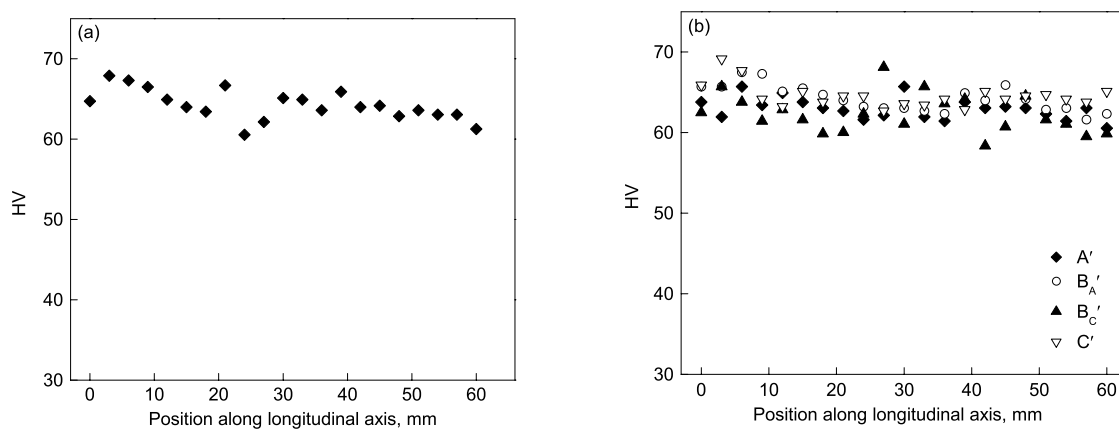 (a)
70
60
50
40
30
HV
0 10 20 30 40 50 60
Position along longitudinal axis, mm
(b)
70
60
50
40
30
HV
A′
B_A′
B_C′
C′
0 10 20 30 40 50 60
Position along longitudinal axis, mm